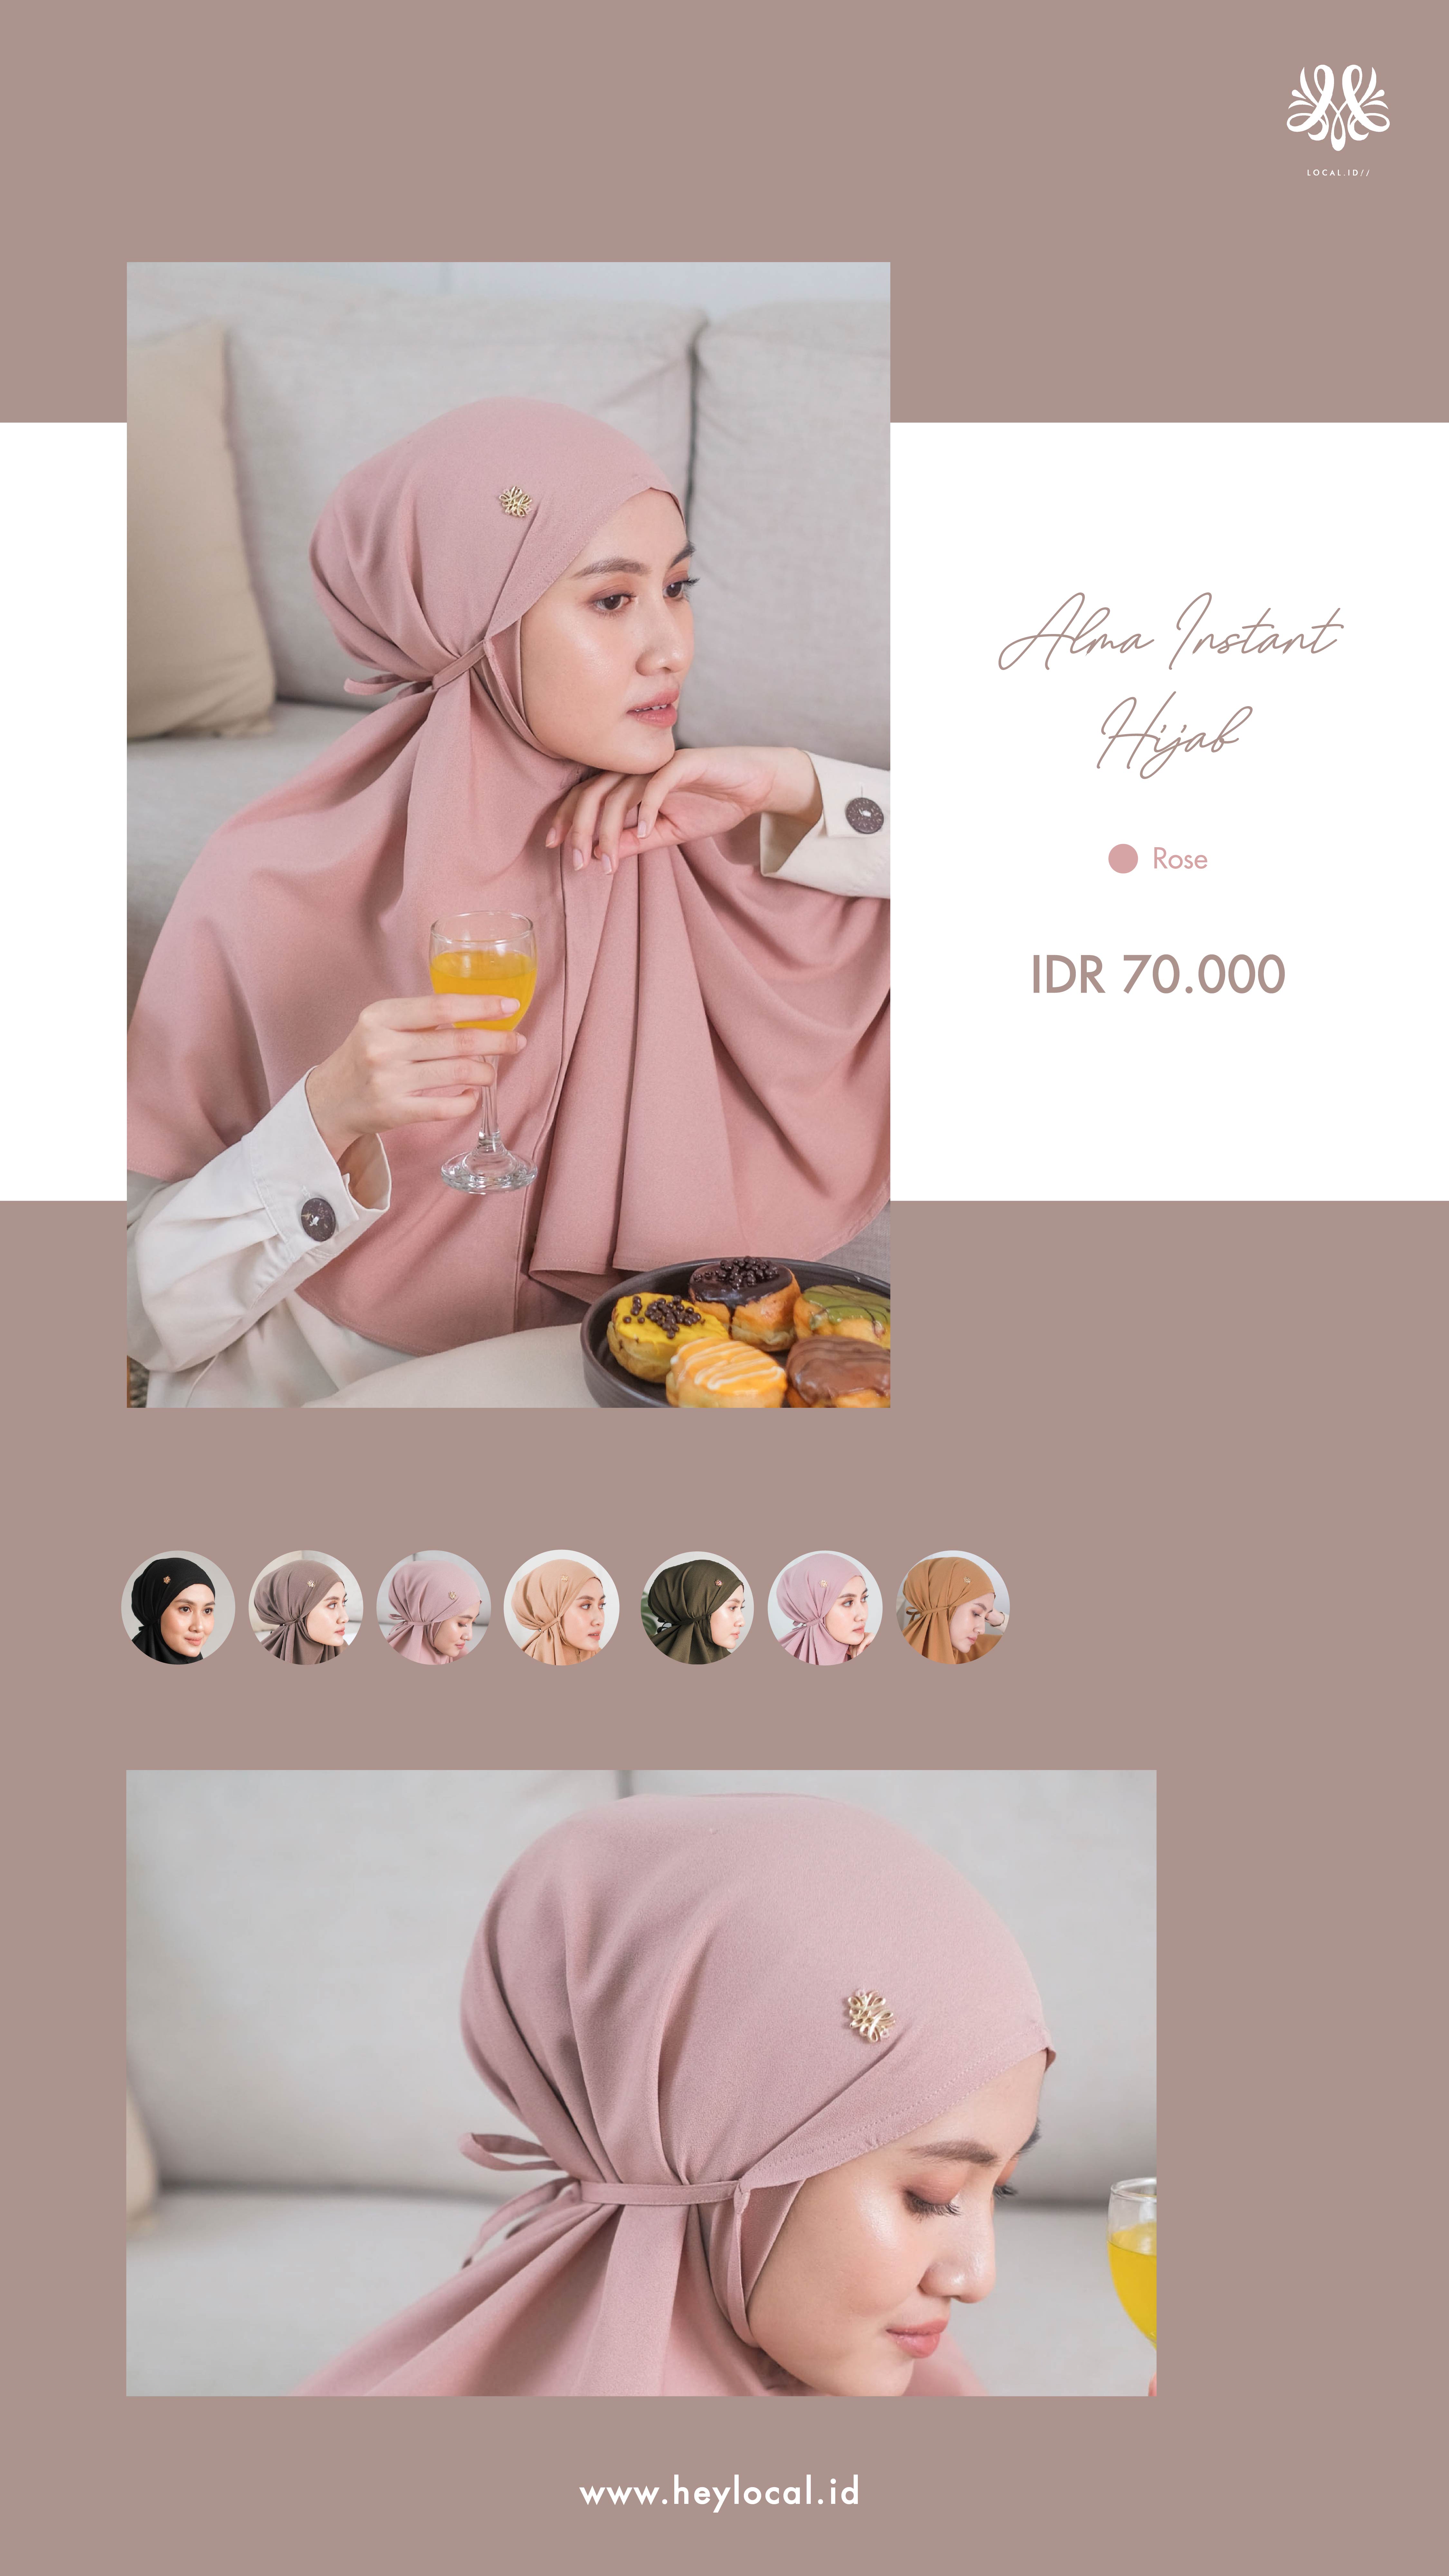 LOCAL.ID//
Alma Instant
Hijab
Rose
IDR 70.000
www.heylocal.id